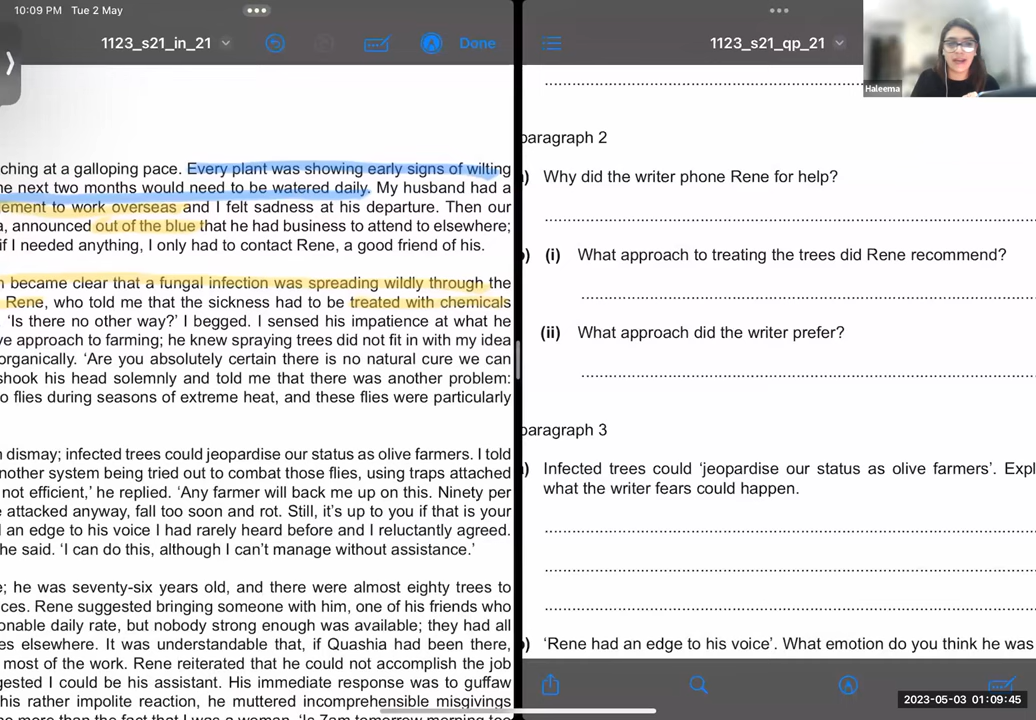 10:09 PM Tue 2 May
1123_s21_in_21
Done
ching at a galloping pace. Every plant was showing early signs of wilting
ne next two months would need to be watered daily. My husband had a
ement to work overseas and I felt sadness at his departure. Then our
a, announced out of the blue that he had business to attend to elsewhere;
if I needed anything, I only had to contact Rene, a good friend of his.
n became clear that a fungal infection was spreading wildly through the
Rene, who told me that the sickness had to be treated with chemicals
‘Is there no other way?’ I begged. I sensed his impatience at what he
ve approach to farming; he knew spraying trees did not fit in with my idea
organically. ‘Are you absolutely certain there is no natural cure we can
shook his head solemnly and told me that there was another problem:
o flies during seasons of extreme heat, and these flies were particularly
n dismay; infected trees could jeopardise our status as olive farmers. I told
nother system being tried out to combat those flies, using traps attached
not efficient,’ he replied. ‘Any farmer will back me up on this. Ninety per
e attacked anyway, fall too soon and rot. Still, it’s up to you if that is your
d an edge to his voice I had rarely heard before and I reluctantly agreed.
he said. ‘I can do this, although I can’t manage without assistance.’
e; he was seventy-six years old, and there were almost eighty trees to
ces. Rene suggested bringing someone with him, one of his friends who
onable daily rate, but nobody strong enough was available; they had all
es elsewhere. It was understandable that, if Quashia had been there,
most of the work. Rene reiterated that he could not accomplish the job
gested I could be his assistant. His immediate response was to guffaw
his rather impolite reaction, he muttered incomprehensible misgivings
1123_s21_qp_21
paragraph 2
) Why did the writer phone Rene for help?
) (i) What approach to treating the trees did Rene recommend?
(ii) What approach did the writer prefer?
paragraph 3
) Infected trees could ‘jeopardise our status as olive farmers’. Expl
what the writer fears could happen.
) ‘Rene had an edge to his voice’. What emotion do you think he was
Haleema
2023-05-03 01:09:45